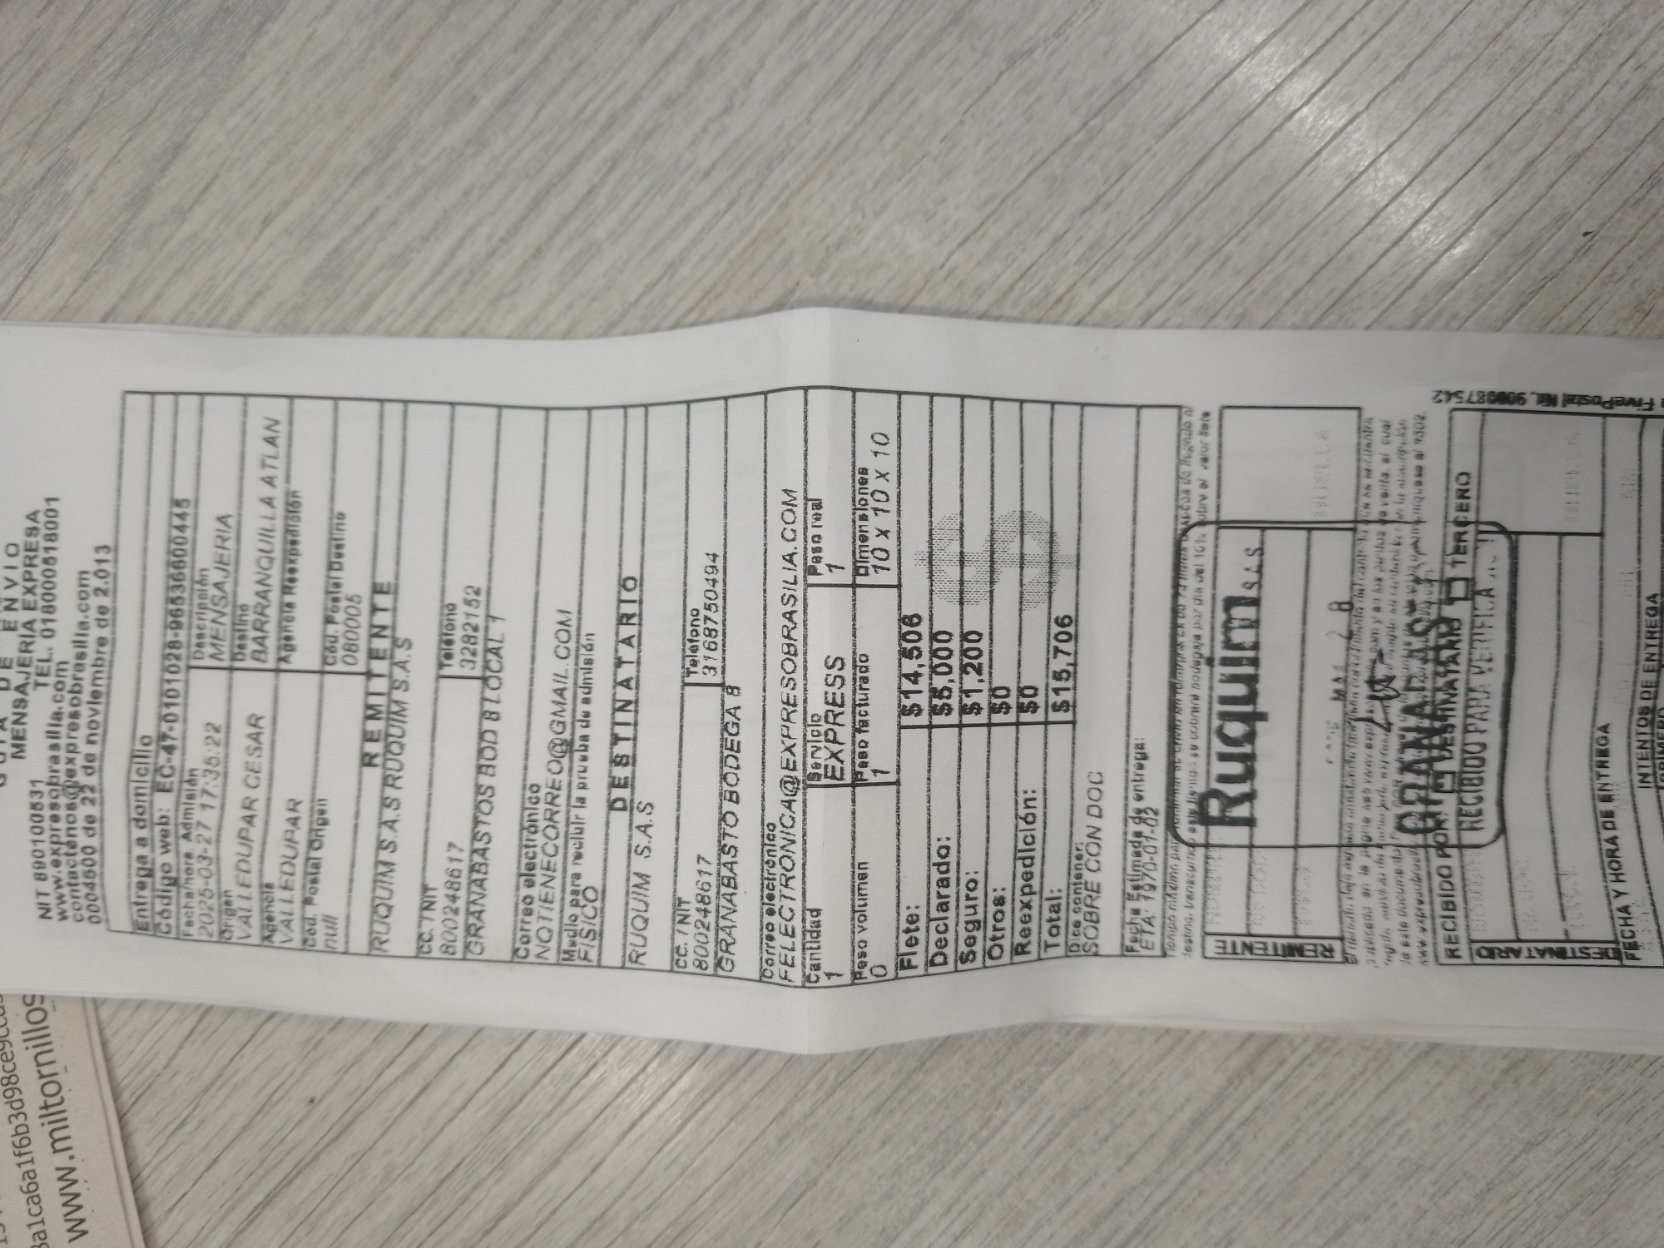 GUIA DE ENVIO
MENSAJERÍA EXPRESA
NIT 890100531 TEL. 018000518001
www.expresobrasilia.com
contactenos@expresobrasilia.com
0004500 de 22 de noviembre de 2.013
Entrega a domicilio
Código web: EC-47-0101028-9653660044
Fecha/hora Admisión
2025-03-27 17:35:22
Descripción
MENSAJERIA
Origen
VALLEDUPAR CESAR
Destino
BARRANQUILLA ATLAN
Agencia
VALLEDUPAR
Agencia Reexpedición
Cód. Postal Origen
null
Cód. Postal Destino
080005
REMITENTE
RUQUIM S.A.S RUQUIM S.A.S
CC. / NIT
800248617
Teléfono
3282152
GRANABASTOS BOD B LOCAL 1
Correo electrónico
NOTIENECORREO@GMAIL.COM
Medio para recibir la prueba de admisión
FISICO
DESTINATARIO
RUQUIM S.A.S
CC. / NIT
800248617
Teléfono
3168750494
GRANABASTO BODEGA 8
Correo electrónico
FELECTRONICA@EXPRESOBRASILIA.COM
Cantidad
1
Servicio
EXPRESS
Peso real
1
Peso volumen
0
Peso facturado
1
Dimensiones
10 x 10 x 10
Flete: $14,506
Declarado: $5,000
Seguro: $1,200
Otros: $0
Reexpedición: $0
Total: $15,706
Dice contener:
SOBRE CON DOC
Fecha Estimada de entrega:
ETA 1970-01-02
REMITENTE
Ruquim S.A.S.
RECIBIDO POR: DESTINATARIO TERCERO
RECIBIDO PARA
DESTINATARIO
FECHA Y HORA DE ENTREGA
INTENTOS DE ENTREGA
FivePostal Nit. 900087542
www.miltornillos